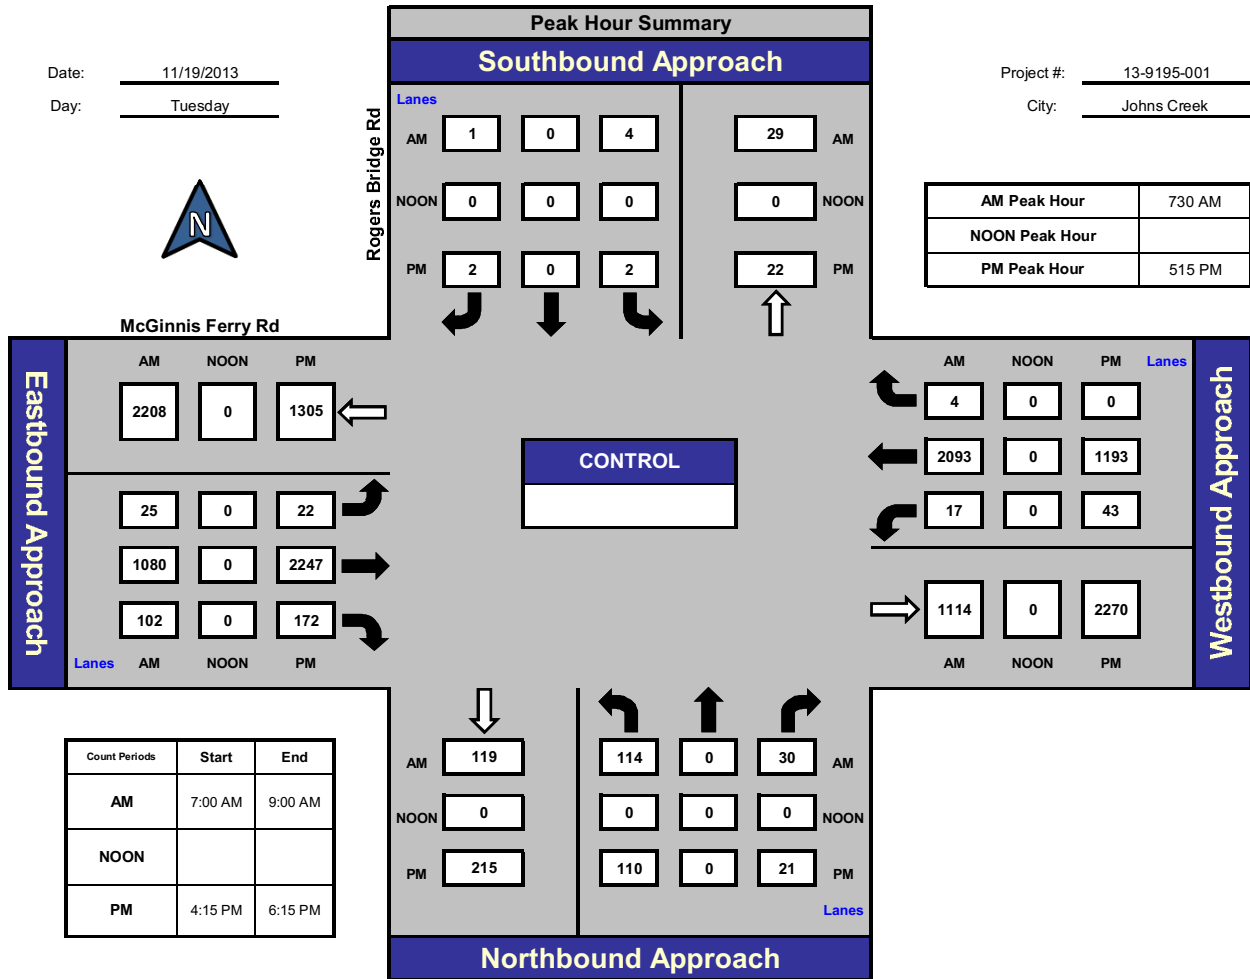 Peak Hour Summary
Southbound Approach
Date: 11/19/2013
Day: Tuesday
Project #: 13-9195-001
City: Johns Creek
N
Rogers Bridge Rd
Lanes
AM 1 0 4 29 AM
NOON 0 0 0 0 NOON
PM 2 0 2 22 PM
AM Peak Hour 730 AM
NOON Peak Hour
PM Peak Hour 515 PM
McGinnis Ferry Rd
Eastbound Approach
AM NOON PM
2208 0 1305
25 0 22
1080 0 2247
102 0 172
Lanes AM NOON PM
CONTROL
AM NOON PM Lanes
4 0 0
2093 0 1193
17 0 43
1114 0 2270
AM NOON PM
Westbound Approach
Count Periods Start End
AM 7:00 AM 9:00 AM
NOON
PM 4:15 PM 6:15 PM
AM 119 114 0 30 AM
NOON 0 0 0 0 NOON
PM 215 110 0 21 PM
Lanes
Northbound Approach